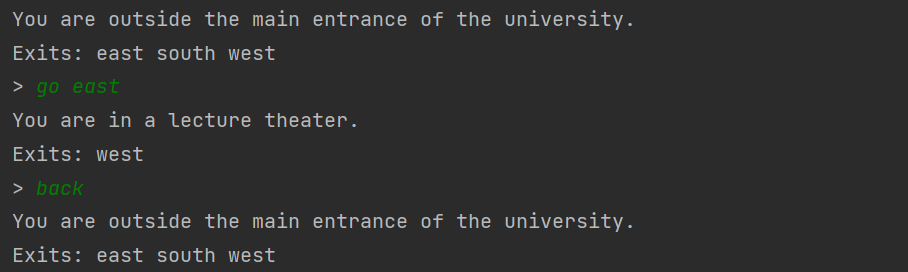 You are outside the main entrance of the university.
Exits: east south west
> go east
You are in a lecture theater.
Exits: west
> back
You are outside the main entrance of the university.
Exits: east south west